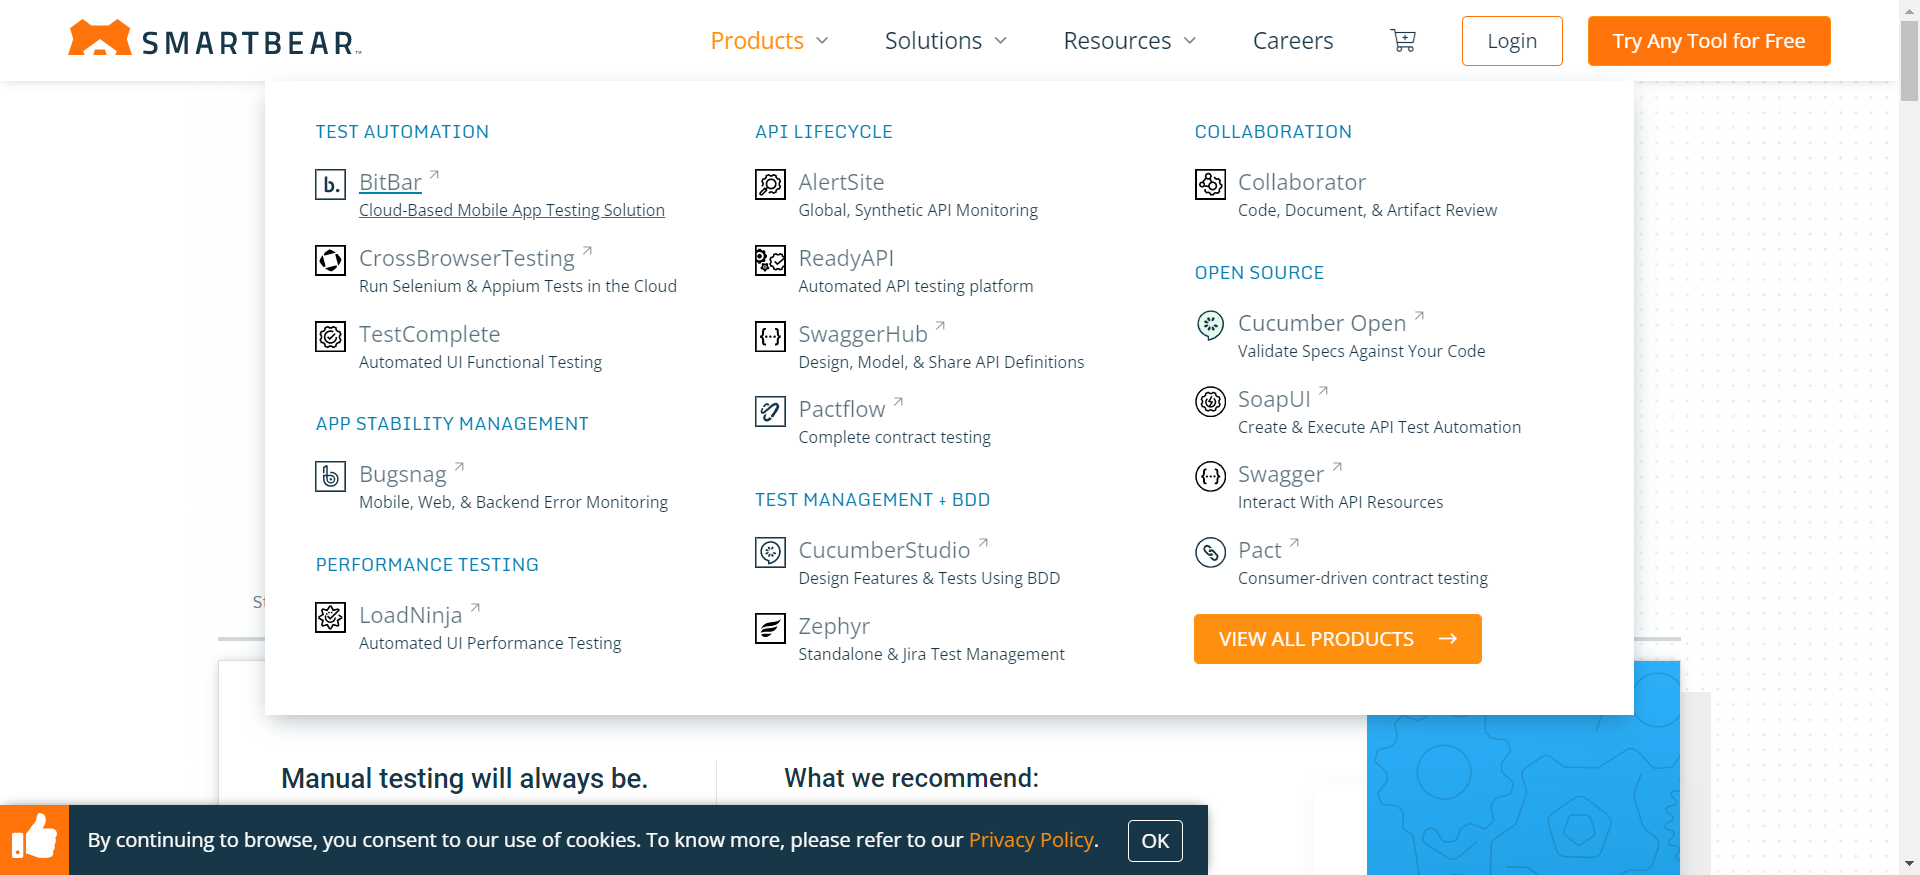 SMARTBEAR
Products
Solutions
Resources
Careers
Login
Try Any Tool for Free
TEST AUTOMATION
b. BitBar
Cloud-Based Mobile App Testing Solution
CrossBrowserTesting
Run Selenium & Appium Tests in the Cloud
TestComplete
Automated UI Functional Testing
APP STABILITY MANAGEMENT
Bugsnag
Mobile, Web, & Backend Error Monitoring
PERFORMANCE TESTING
LoadNinja
Automated UI Performance Testing
API LIFECYCLE
AlertSite
Global, Synthetic API Monitoring
ReadyAPI
Automated API testing platform
SwaggerHub
Design, Model, & Share API Definitions
Pactflow
Complete contract testing
TEST MANAGEMENT + BDD
CucumberStudio
Design Features & Tests Using BDD
Zephyr
Standalone & Jira Test Management
COLLABORATION
Collaborator
Code, Document, & Artifact Review
OPEN SOURCE
Cucumber Open
Validate Specs Against Your Code
SoapUI
Create & Execute API Test Automation
Swagger
Interact With API Resources
Pact
Consumer-driven contract testing
VIEW ALL PRODUCTS
Manual testing will always be.
What we recommend:
By continuing to browse, you consent to our use of cookies. To know more, please refer to our Privacy Policy.
OK